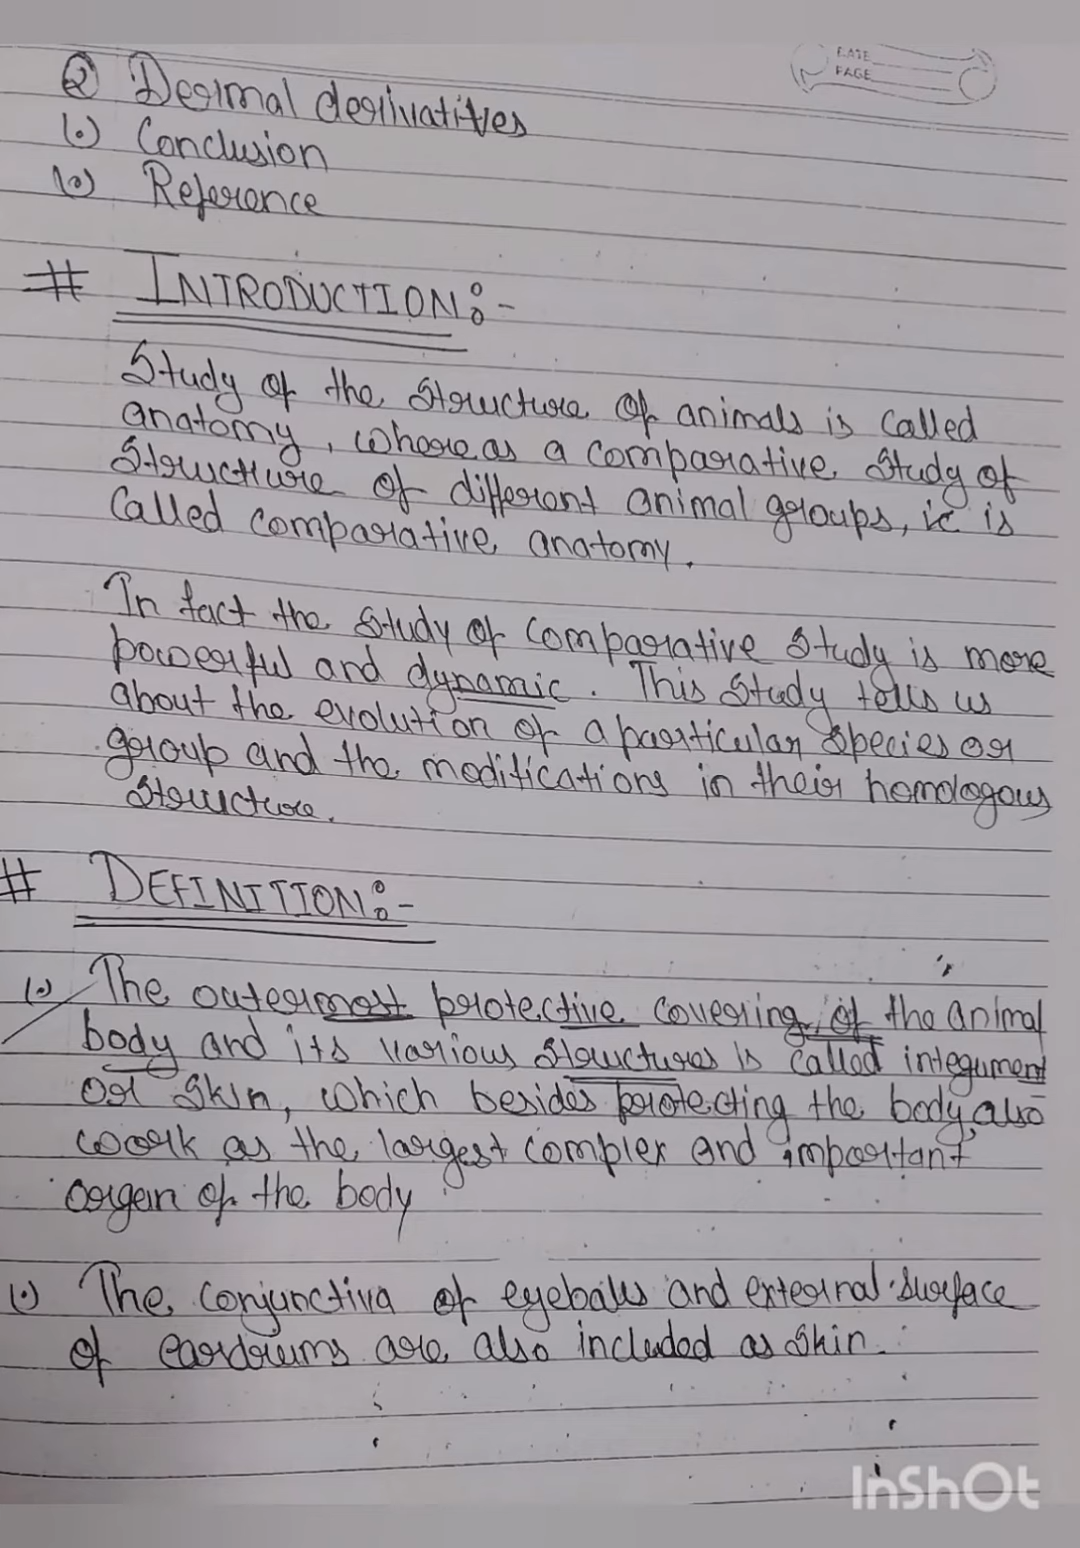 ② Dermal derivatives
(•) Conclusion
(•) Reference
DATE
PAGE
# INTRODUCTION:-
Study of the structure of animals is called
anatomy, where as a comparative study of
structure of different animal groups, it is
called comparative anatomy.
In fact the study of comparative study is more
powerful and dynamic. This study tells us
about the evolution of a particular species or
group and the modifications in their homologous
structure.
# DEFINITION:-
(•) The outermost protective covering of the animal
body and its various structures is called integument
or skin, which besides protecting the body also
work as the largest complex and important
organ of the body
(•) The conjunctiva of eyeballs and external surface
of eardrums are also included as skin.
InShOt